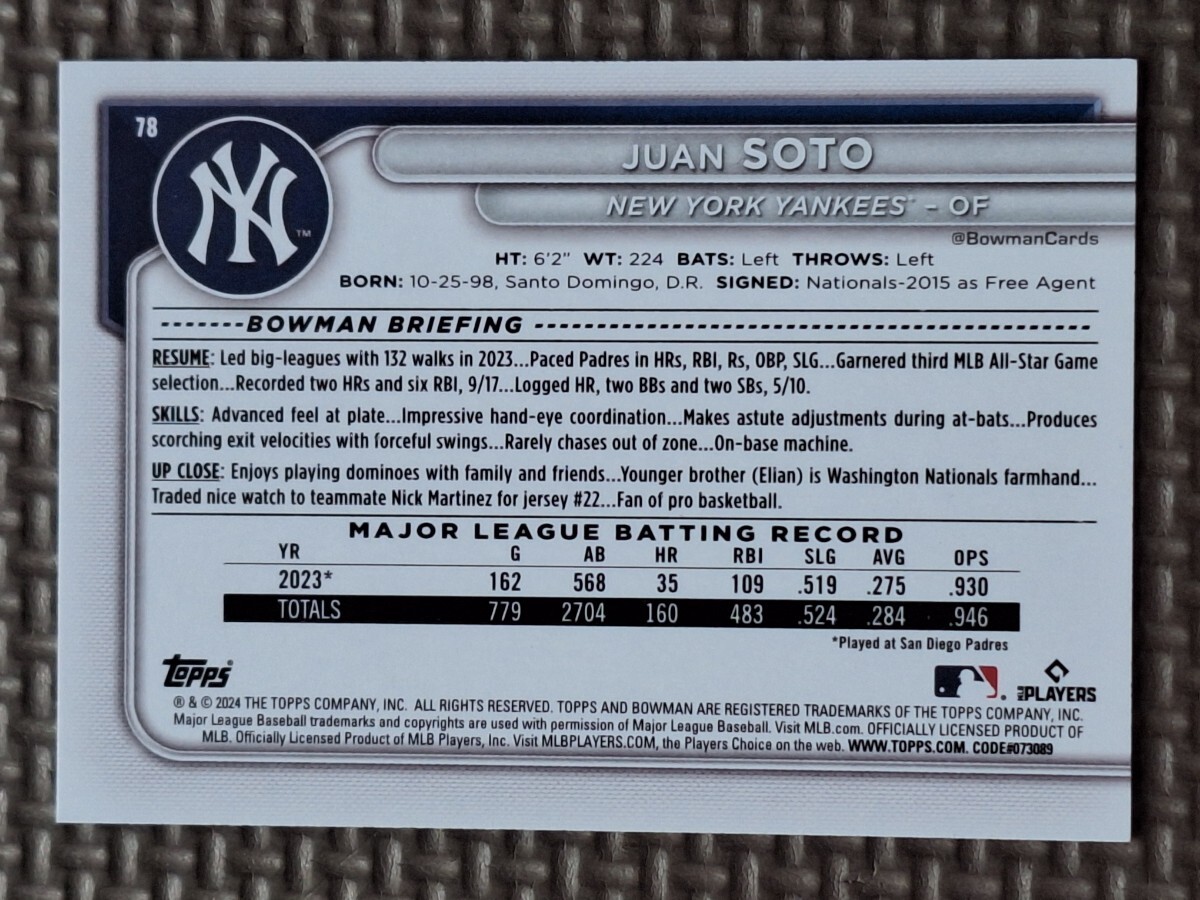 78
NY
™
JUAN SOTO
NEW YORK YANKEES® – OF
@BowmanCards
HT: 6'2" WT: 224 BATS: Left THROWS: Left
BORN: 10-25-98, Santo Domingo, D.R. SIGNED: Nationals-2015 as Free Agent
BOWMAN BRIEFING
RESUME: Led big-leagues with 132 walks in 2023...Paced Padres in HRs, RBI, Rs, OBP, SLG...Garnered third MLB All-Star Game
selection...Recorded two HRs and six RBI, 9/17...Logged HR, two BBs and two SBs, 5/10.
SKILLS: Advanced feel at plate...Impressive hand-eye coordination...Makes astute adjustments during at-bats...Produces
scorching exit velocities with forceful swings...Rarely chases out of zone...On-base machine.
UP CLOSE: Enjoys playing dominoes with family and friends...Younger brother (Elian) is Washington Nationals farmhand...
Traded nice watch to teammate Nick Martinez for jersey #22...Fan of pro basketball.
MAJOR LEAGUE BATTING RECORD
YR G AB HR RBI SLG AVG OPS
2023* 162 568 35 109 .519 .275 .930
TOTALS 779 2704 160 483 .524 .284 .946
*Played at San Diego Padres
Topps®
MLB PLAYERS
® & © 2024 THE TOPPS COMPANY, INC. ALL RIGHTS RESERVED. TOPPS AND BOWMAN ARE REGISTERED TRADEMARKS OF THE TOPPS COMPANY, INC.
Major League Baseball trademarks and copyrights are used with permission of Major League Baseball. Visit MLB.com. OFFICIALLY LICENSED PRODUCT OF
MLB. Officially Licensed Product of MLB Players, Inc. Visit MLBPLAYERS.COM, the Players Choice on the web. WWW.TOPPS.COM. CODE#073089